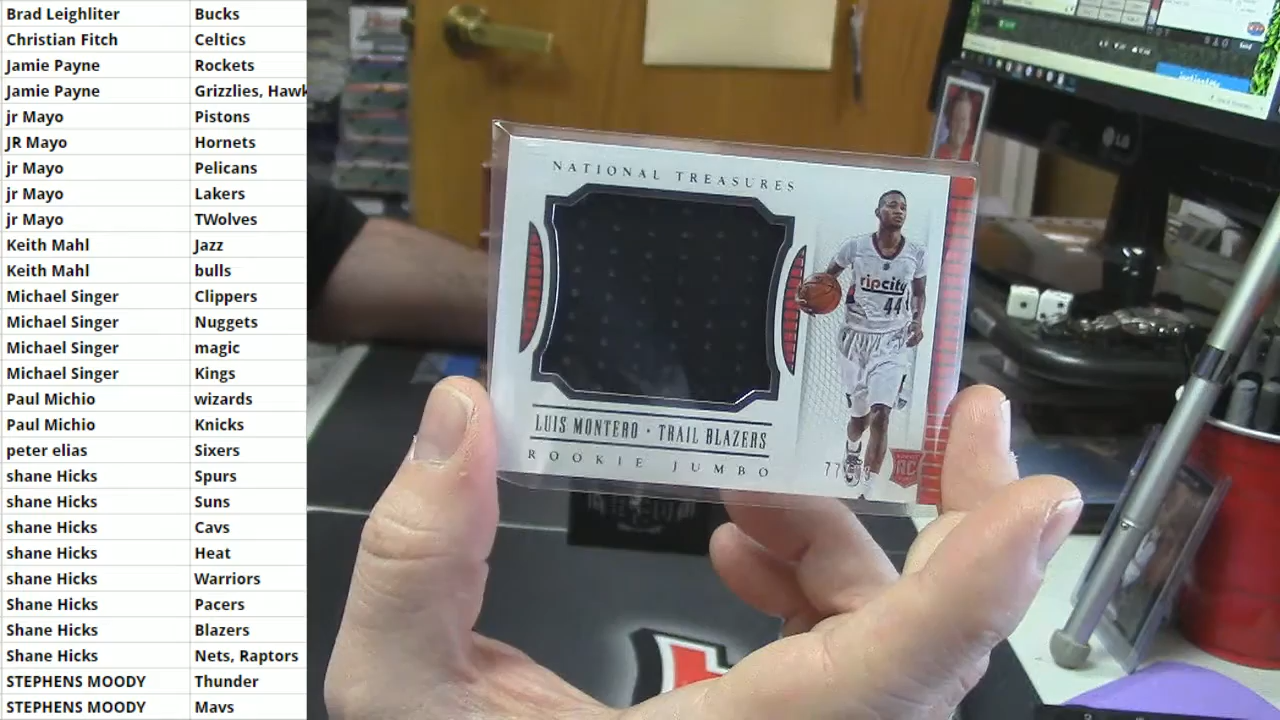 Brad Leighliter Bucks
Christian Fitch Celtics
Jamie Payne Rockets
Jamie Payne Grizzlies, Hawk
jr Mayo Pistons
JR Mayo Hornets
jr Mayo Pelicans
jr Mayo Lakers
jr Mayo TWolves
Keith Mahl Jazz
Keith Mahl bulls
Michael Singer Clippers
Michael Singer Nuggets
Michael Singer magic
Michael Singer Kings
Paul Michio wizards
Paul Michio Knicks
peter elias Sixers
shane Hicks Spurs
shane Hicks Suns
shane Hicks Cavs
shane Hicks Heat
shane Hicks Warriors
Shane Hicks Pacers
Shane Hicks Blazers
Shane Hicks Nets, Raptors
STEPHENS MOODY Thunder
STEPHENS MOODY Mavs
NATIONAL TREASURES
ripcity
44
LUIS MONTERO • TRAIL BLAZERS
ROOKIE JUMBO
RC
LG